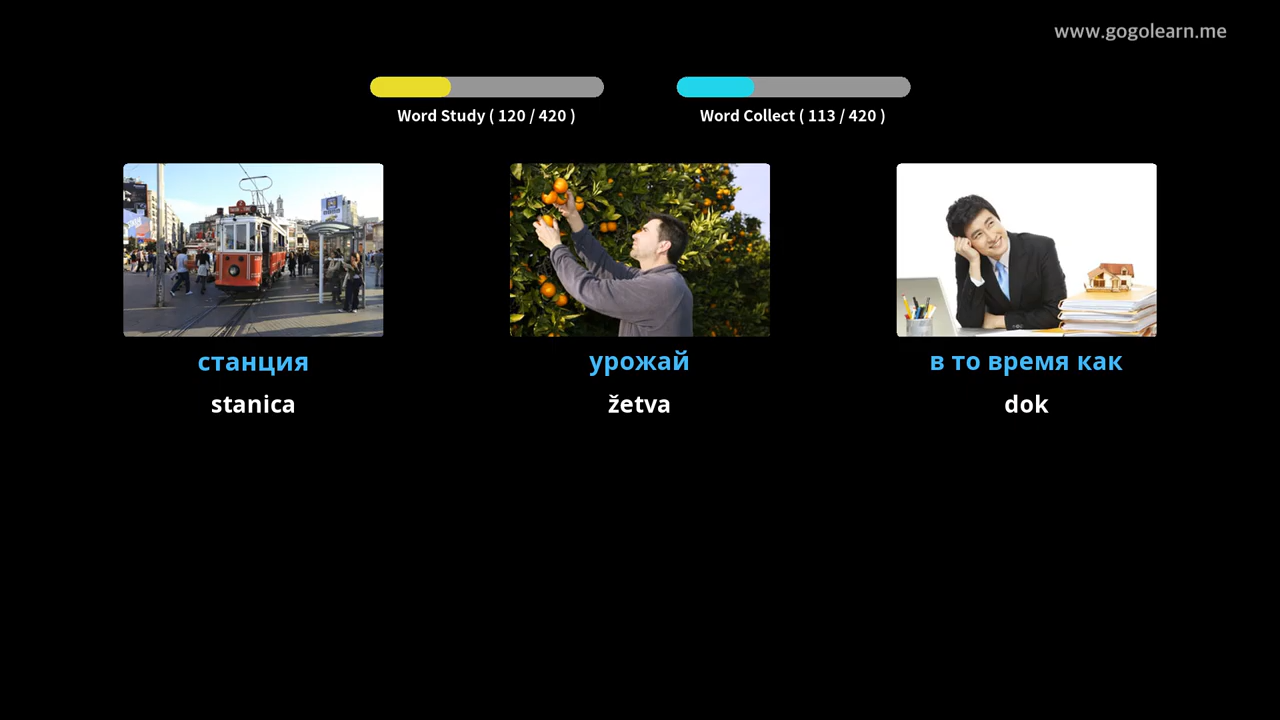 www.gogolearn.me
Word Study ( 120 / 420 )
Word Collect ( 113 / 420 )
станция
урожай
в то время как
stanica
žetva
dok